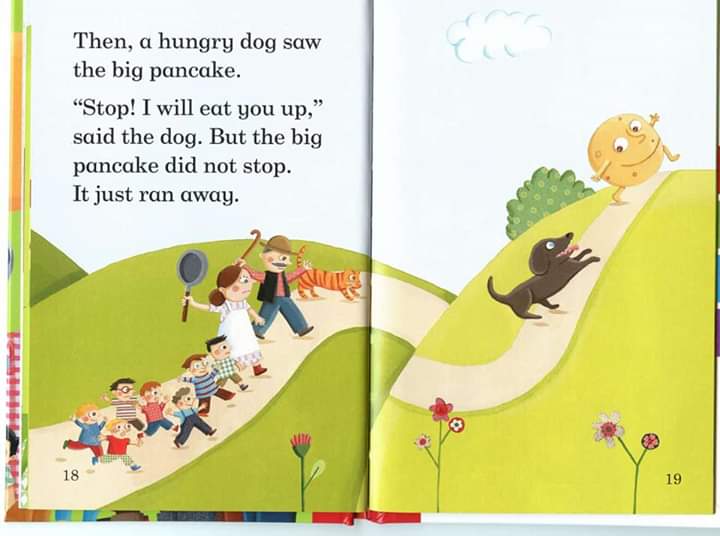 Then, a hungry dog saw
the big pancake.
“Stop! I will eat you up,”
said the dog. But the big
pancake did not stop.
It just ran away.
18
19